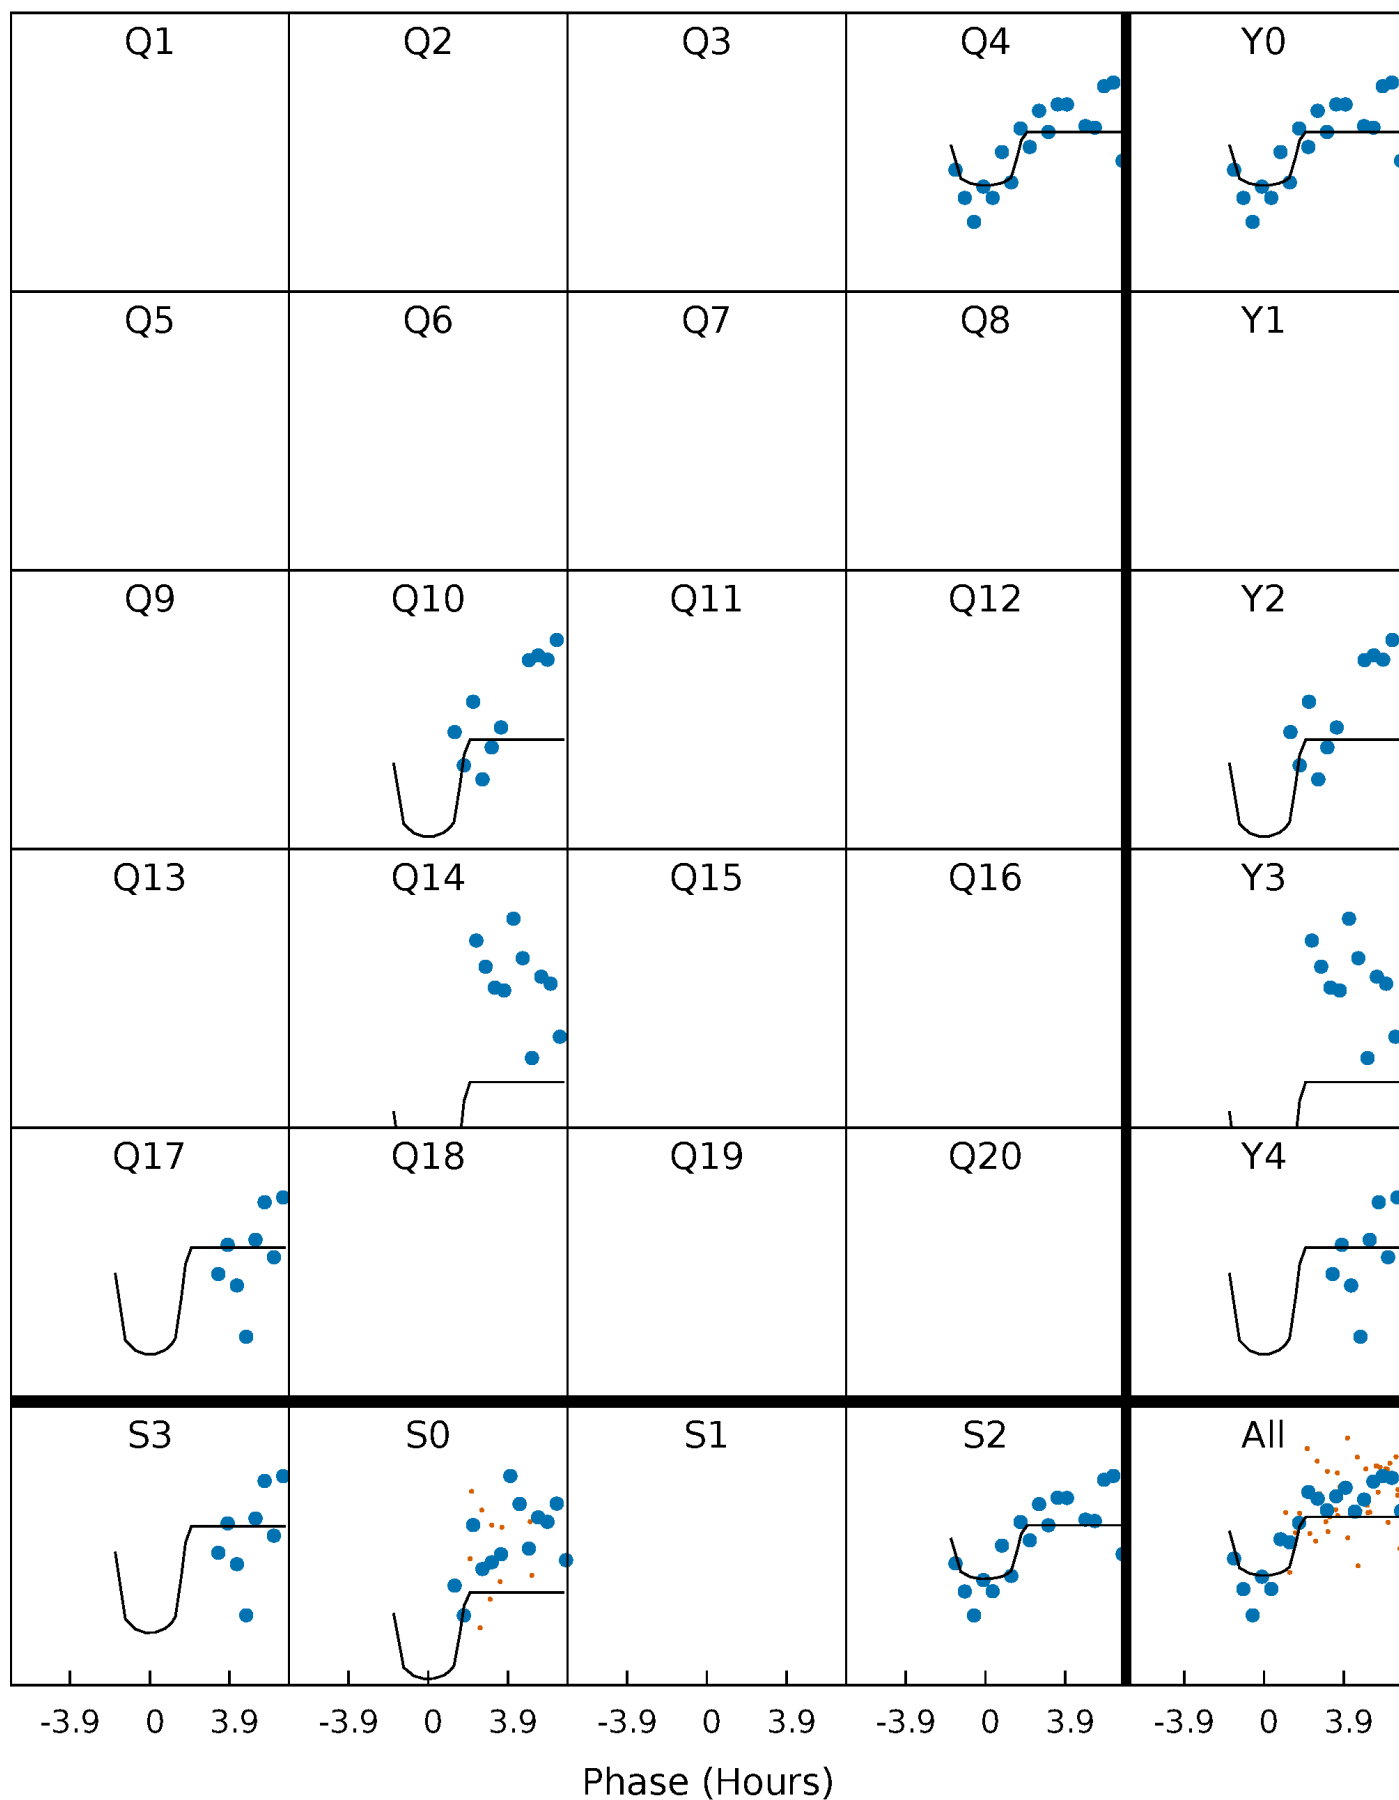 Q1 Q2 Q3 Q4 Y0
Q5 Q6 Q7 Q8 Y1
Q9 Q10 Q11 Q12 Y2
Q13 Q14 Q15 Q16 Y3
Q17 Q18 Q19 Q20 Y4
S3 S0 S1 S2 All
-3.9 0 3.9 -3.9 0 3.9 -3.9 0 3.9 -3.9 0 3.9 -3.9 0 3.9
Phase (Hours)